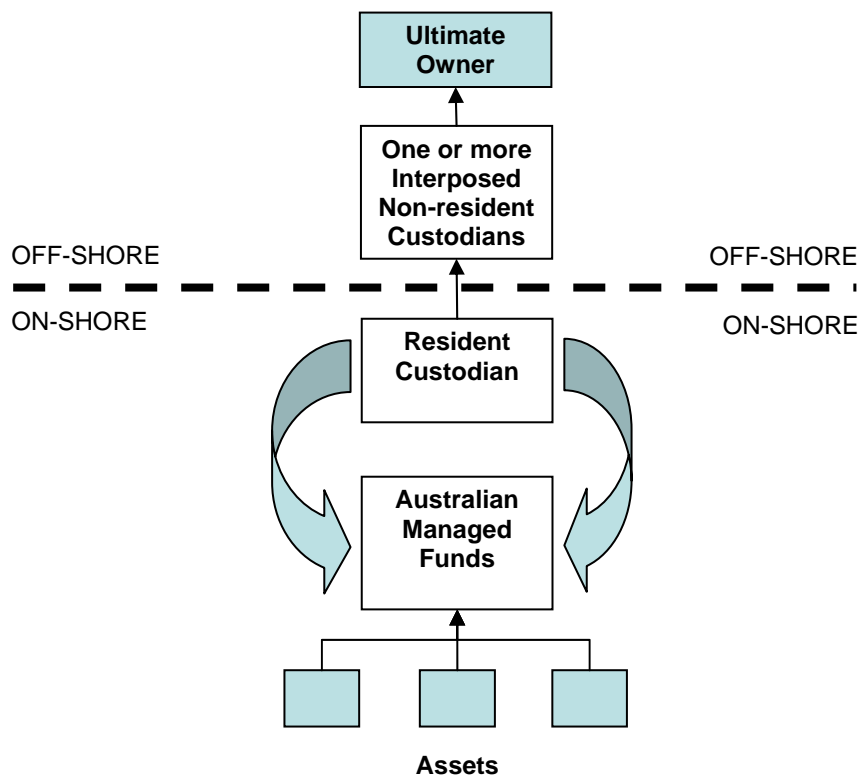 Ultimate
Owner
One or more
Interposed
Non-resident
Custodians
OFF-SHORE
OFF-SHORE
ON-SHORE
ON-SHORE
Resident
Custodian
Australian
Managed
Funds
Assets